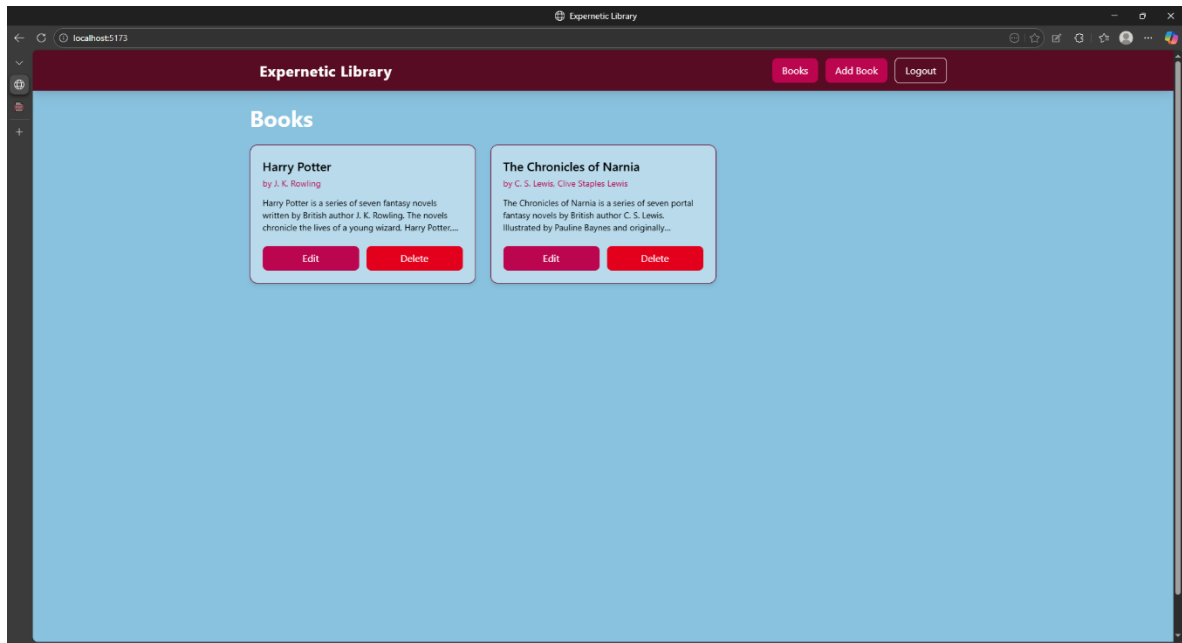 Expernetic Library
localhost:5173
Expernetic Library
Books Add Book Logout
Books
Harry Potter
by J. K. Rowling
Harry Potter is a series of seven fantasy novels
written by British author J. K. Rowling. The novels
chronicle the lives of a young wizard, Harry Potter,...
Edit Delete
The Chronicles of Narnia
by C. S. Lewis, Clive Staples Lewis
The Chronicles of Narnia is a series of seven portal
fantasy novels by British author C. S. Lewis.
Illustrated by Pauline Baynes and originally...
Edit Delete